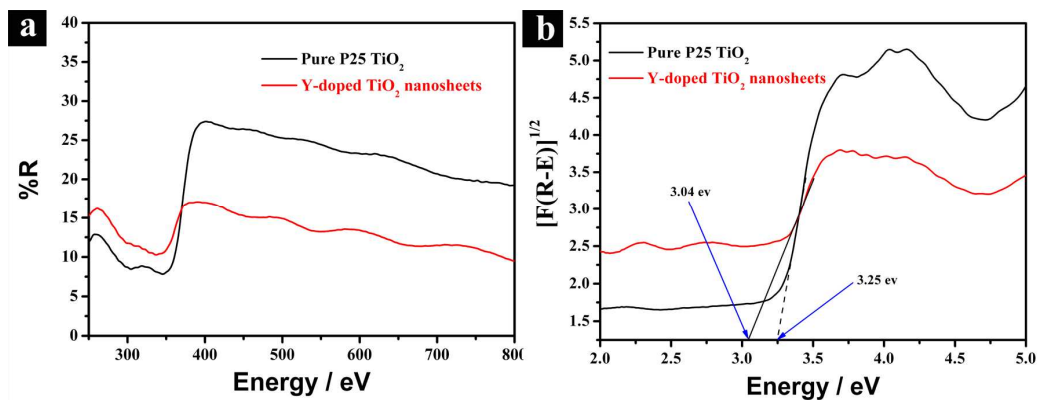 a
40
35
30
25
20
15
10
5
0
%R
Pure P25 TiO₂
Y-doped TiO₂ nanosheets
300 400 500 600 700 800
Energy / eV
b
5.5
5.0
4.5
4.0
3.5
3.0
2.5
2.0
1.5
[F(R-E)]^1/2
Pure P25 TiO₂
Y-doped TiO₂ nanosheets
3.04 ev
3.25 ev
2.0 2.5 3.0 3.5 4.0 4.5 5.0
Energy / eV